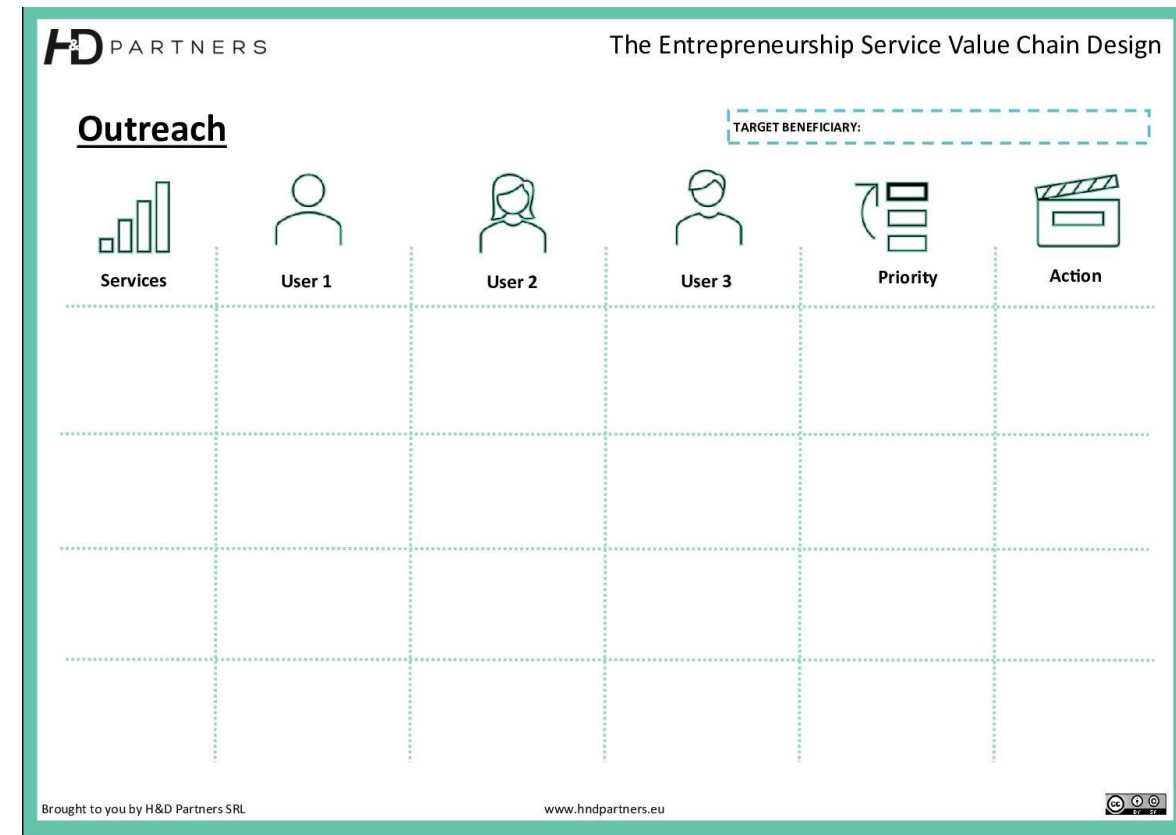 H&D PARTNERS
The Entrepreneurship Service Value Chain Design
Outreach
TARGET BENEFICIARY:
Services
User 1
User 2
User 3
Priority
Action
Brought to you by H&D Partners SRL
www.hndpartners.eu
cc